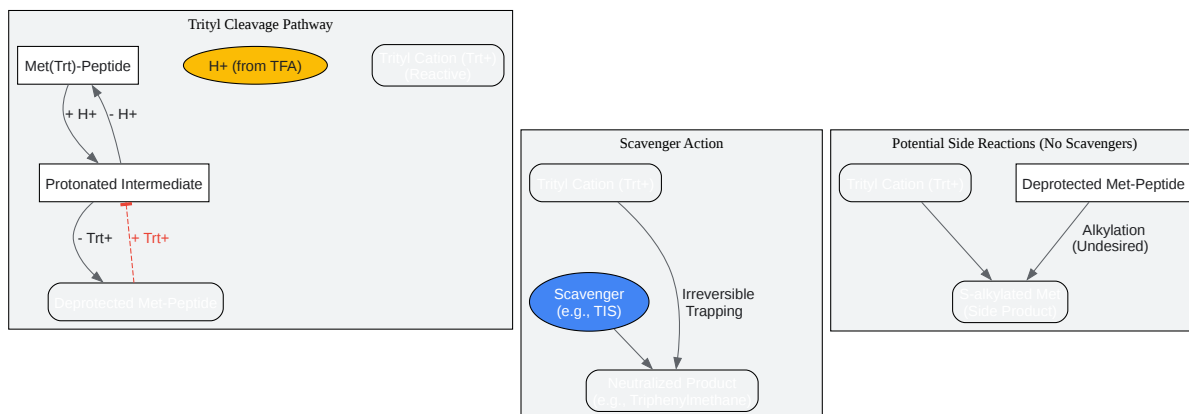 Trityl Cleavage Pathway
Met(Trt)-Peptide
H+ (from TFA)
Trityl Cation (Trt+)
(Reactive)
+ H+
- H+
Protonated Intermediate
- Trt+
+ Trt+
Deprotected Met-Peptide
Scavenger Action
Trityl Cation (Trt+)
Scavenger
(e.g., TIS)
Irreversible
Trapping
Neutralized Product
(e.g., Triphenylmethane)
Potential Side Reactions (No Scavengers)
Trityl Cation (Trt+)
Deprotected Met-Peptide
Alkylation
(Undesired)
S-alkylated Met
(Side Product)